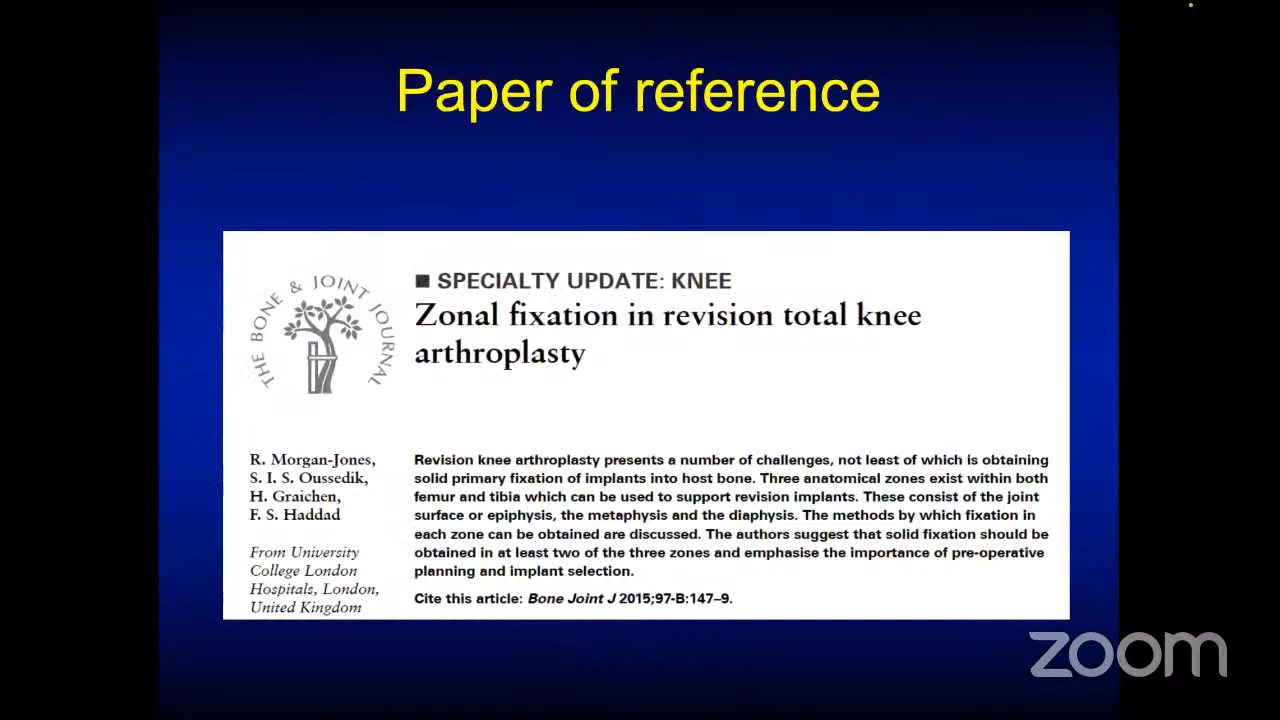 Paper of reference
THE BONE & JOINT JOURNAL
■ SPECIALTY UPDATE: KNEE
Zonal fixation in revision total knee
arthroplasty
R. Morgan-Jones,
S. I. S. Oussedik,
H. Graichen,
F. S. Haddad
From University
College London
Hospitals, London,
United Kingdom
Revision knee arthroplasty presents a number of challenges, not least of which is obtaining
solid primary fixation of implants into host bone. Three anatomical zones exist within both
femur and tibia which can be used to support revision implants. These consist of the joint
surface or epiphysis, the metaphysis and the diaphysis. The methods by which fixation in
each zone can be obtained are discussed. The authors suggest that solid fixation should be
obtained in at least two of the three zones and emphasise the importance of pre-operative
planning and implant selection.
Cite this article: Bone Joint J 2015;97-B:147–9.
zoom